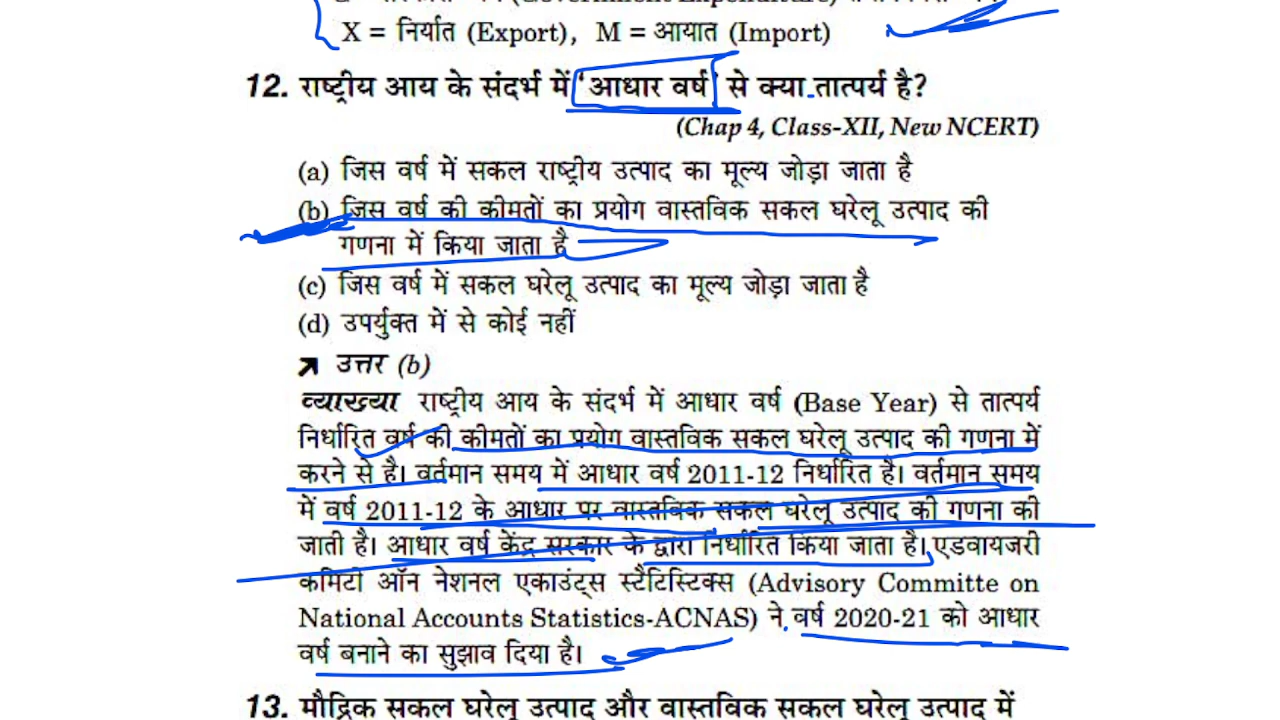 (Government Expenditure)
X = निर्यात (Export), M = आयात (Import)
12. राष्ट्रीय आय के संदर्भ में 'आधार वर्ष' से क्या तात्पर्य है?
(Chap 4, Class-XII, New NCERT)
(a) जिस वर्ष में सकल राष्ट्रीय उत्पाद का मूल्य जोड़ा जाता है
(b) जिस वर्ष की कीमतों का प्रयोग वास्तविक सकल घरेलू उत्पाद की
गणना में किया जाता है
(c) जिस वर्ष में सकल घरेलू उत्पाद का मूल्य जोड़ा जाता है
(d) उपर्युक्त में से कोई नहीं
उत्तर (b)
व्याख्या राष्ट्रीय आय के संदर्भ में आधार वर्ष (Base Year) से तात्पर्य
निर्धारित वर्ष की कीमतों का प्रयोग वास्तविक सकल घरेलू उत्पाद की गणना में
करने से है। वर्तमान समय में आधार वर्ष 2011-12 निर्धारित है। वर्तमान समय
में वर्ष 2011-12 के आधार पर वास्तविक सकल घरेलू उत्पाद की गणना की
जाती है। आधार वर्ष केंद्र सरकार के द्वारा निर्धारित किया जाता है। एडवायजरी
कमिटी ऑन नेशनल एकाउंट्स स्टैटिस्टिक्स (Advisory Committe on
National Accounts Statistics-ACNAS) ने वर्ष 2020-21 को आधार
वर्ष बनाने का सुझाव दिया है।
13. मौद्रिक सकल घरेलू उत्पाद और वास्तविक सकल घरेलू उत्पाद में